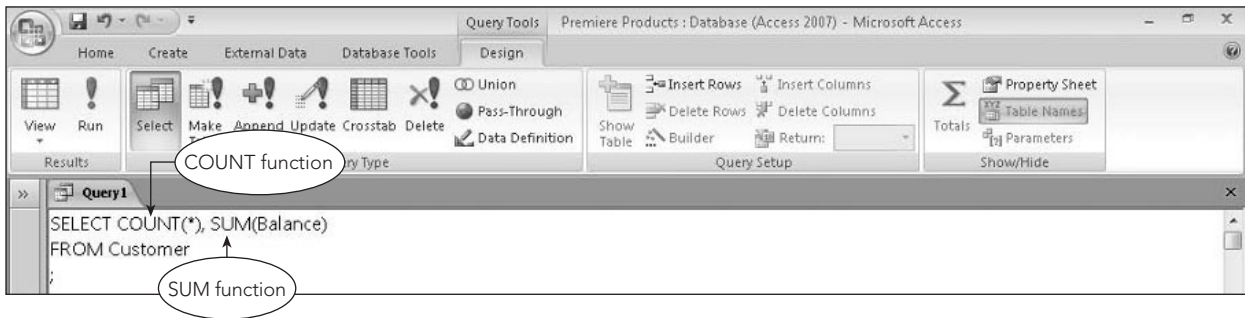 Query Tools Premiere Products : Database (Access 2007) - Microsoft Access
Home Create External Data Database Tools Design
View Run Select Make Append Update Crosstab Delete
Union
Pass-Through
Data Definition
Show Table
Insert Rows Insert Columns
Delete Rows Delete Columns
Builder Return:
Totals
Property Sheet
XYZ Table Names
[?] Parameters
Results Query Setup Show/Hide
Type
COUNT function
» Query1
SELECT COUNT(*), SUM(Balance)
FROM Customer
;
SUM function